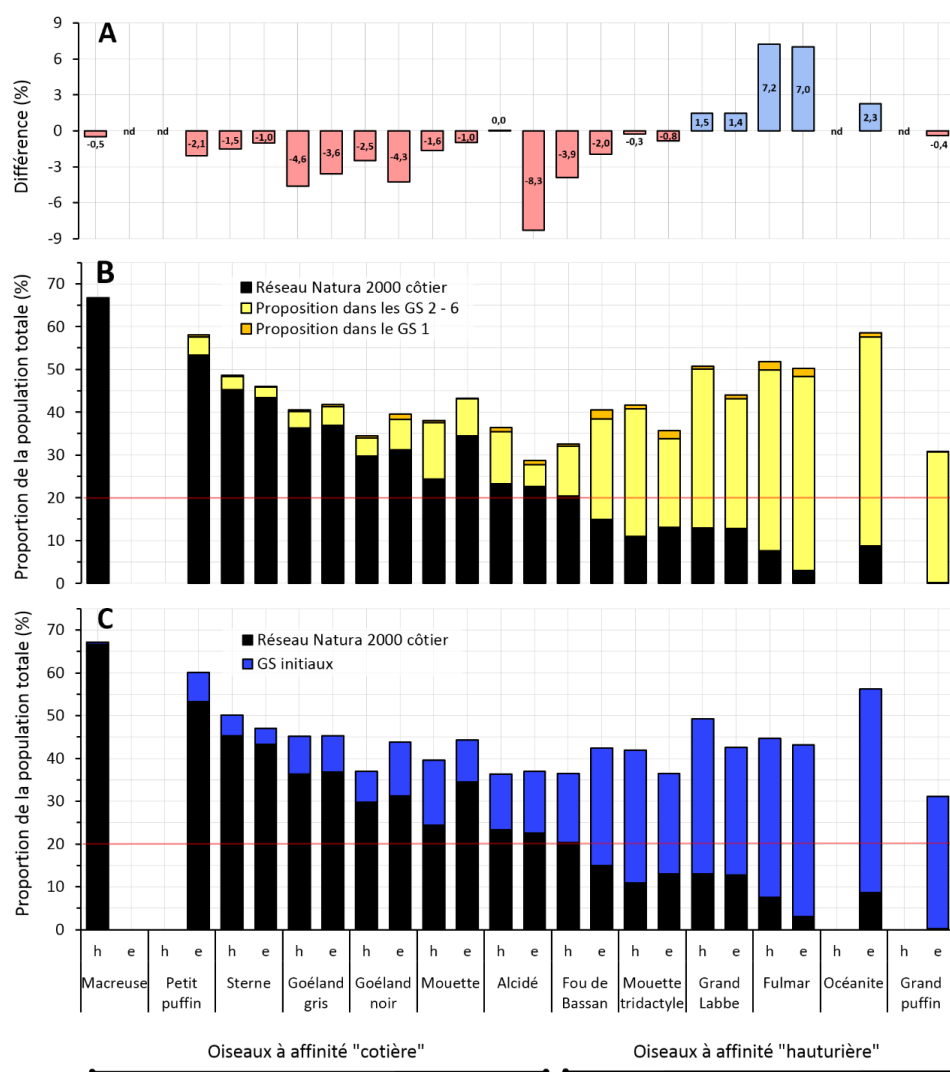 A
Différence (%)
9
6
3
0
-3
-6
-9
-0,5
nd
nd
-2,1
-1,5
-1,0
-4,6
-3,6
-2,5
-4,3
-1,6
-1,0
0,0
-8,3
-3,9
-2,0
-0,3
-0,8
1,5
1,4
7,2
7,0
nd
2,3
nd
-0,4
B
Proportion de la population totale (%)
70
60
50
40
30
20
10
0
Réseau Natura 2000 côtier
Proposition dans les GS 2 - 6
Proposition dans le GS 1
C
Proportion de la population totale (%)
70
60
50
40
30
20
10
0
Réseau Natura 2000 côtier
GS initiaux
h e h e h e h e h e h e h e h e h e h e h e h e h e
Macreuse
Petit puffin
Sterne
Goéland gris
Goéland noir
Mouette
Alcidé
Fou de Bassan
Mouette tridactyle
Grand Labbe
Fulmar
Océanite
Grand puffin
Oiseaux à affinité "cotière"
Oiseaux à affinité "hauturière"